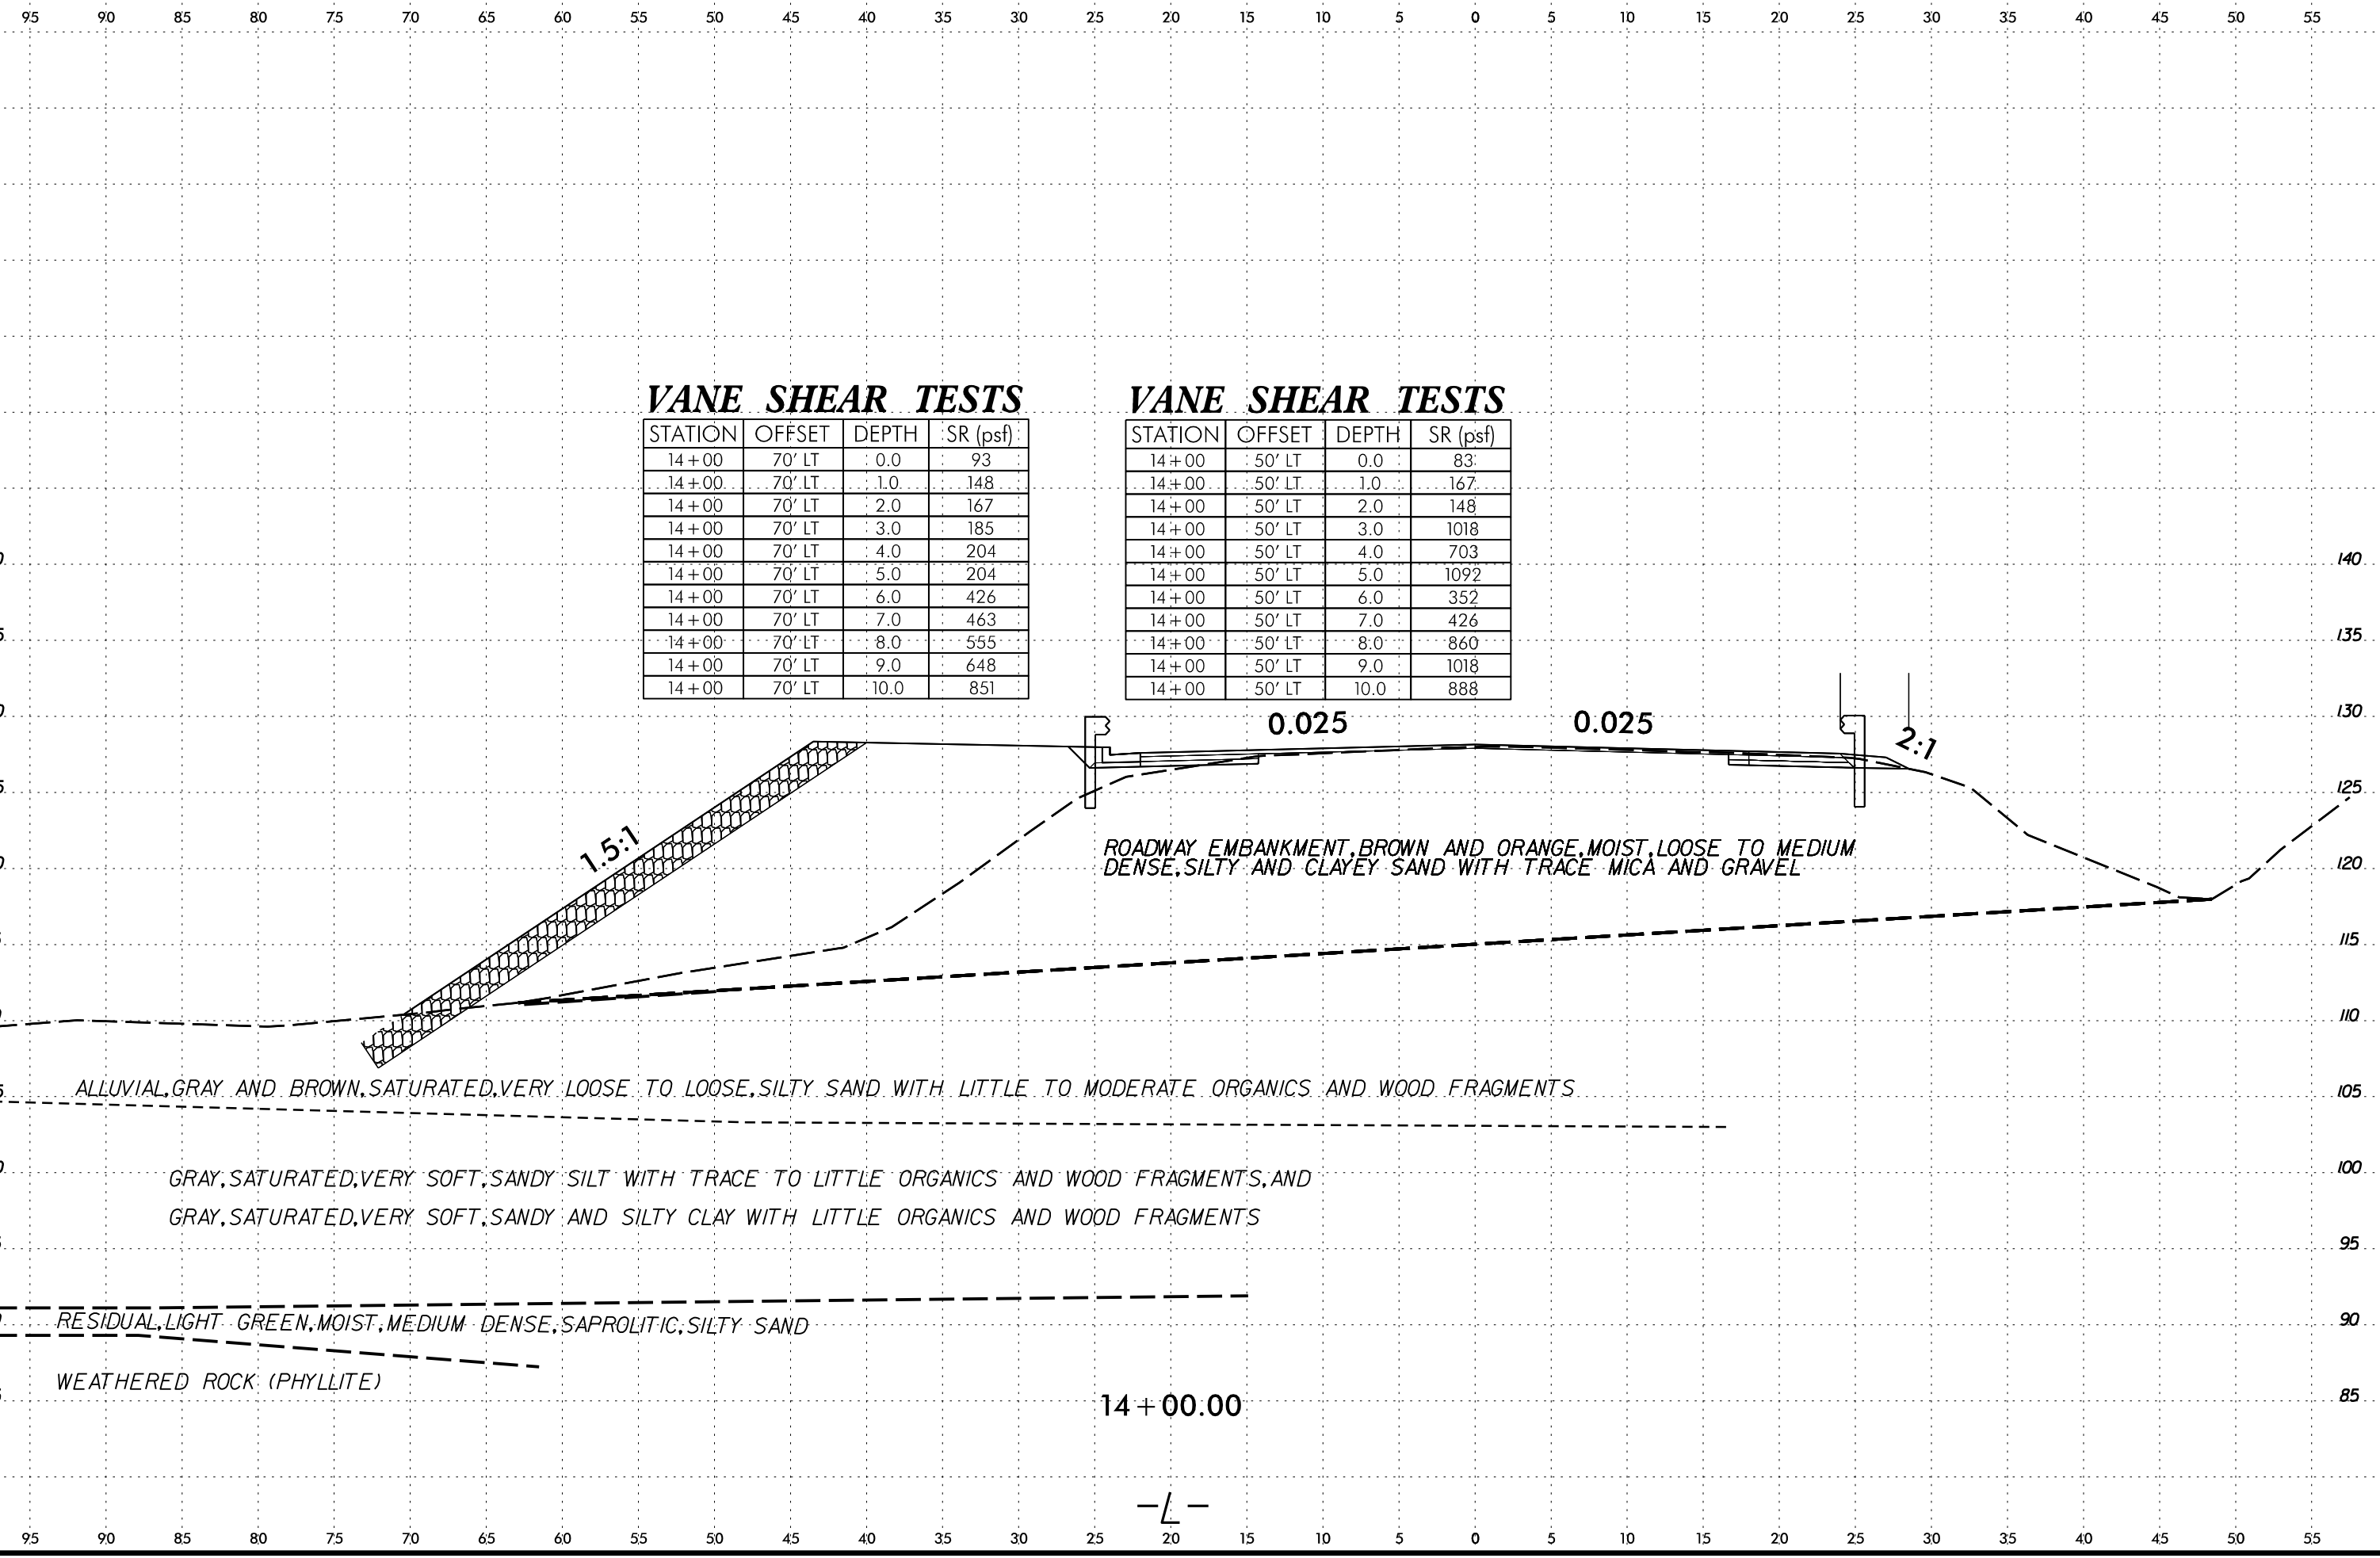 95 90 85 80 75 70 65 60 55 50 45 40 35 30 25 20 15 10 5 0 5 10 15 20 25 30 35 40 45 50 55
VANE SHEAR TESTS
STATION OFFSET DEPTH SR (psf)
14+00 70' LT 0.0 93
14+00 70' LT 1.0 148
14+00 70' LT 2.0 167
14+00 70' LT 3.0 185
14+00 70' LT 4.0 204
14+00 70' LT 5.0 204
14+00 70' LT 6.0 426
14+00 70' LT 7.0 463
14+00 70' LT 8.0 555
14+00 70' LT 9.0 648
14+00 70' LT 10.0 851
VANE SHEAR TESTS
STATION OFFSET DEPTH SR (psf)
14+00 50' LT 0.0 83
14+00 50' LT 1.0 167
14+00 50' LT 2.0 148
14+00 50' LT 3.0 1018
14+00 50' LT 4.0 703
14+00 50' LT 5.0 1092
14+00 50' LT 6.0 352
14+00 50' LT 7.0 426
14+00 50' LT 8.0 860
14+00 50' LT 9.0 1018
14+00 50' LT 10.0 888
140
135
130
0.025 0.025
2:1
125
1.5:1
ROADWAY EMBANKMENT, BROWN AND ORANGE, MOIST, LOOSE TO MEDIUM
DENSE, SILTY AND CLAYEY SAND WITH TRACE MICA AND GRAVEL
120
115
110
ALLUVIAL, GRAY AND BROWN, SATURATED, VERY LOOSE TO LOOSE, SILTY SAND WITH LITTLE TO MODERATE ORGANICS AND WOOD FRAGMENTS
105
GRAY, SATURATED, VERY SOFT, SANDY SILT WITH TRACE TO LITTLE ORGANICS AND WOOD FRAGMENTS, AND
100
GRAY, SATURATED, VERY SOFT, SANDY AND SILTY CLAY WITH LITTLE ORGANICS AND WOOD FRAGMENTS
95
RESIDUAL, LIGHT GREEN, MOIST, MEDIUM DENSE, SAPROLITIC, SILTY SAND
90
WEATHERED ROCK (PHYLLITE)
85
14+00.00
-L-
95 90 85 80 75 70 65 60 55 50 45 40 35 30 25 20 15 10 5 0 5 10 15 20 25 30 35 40 45 50 55